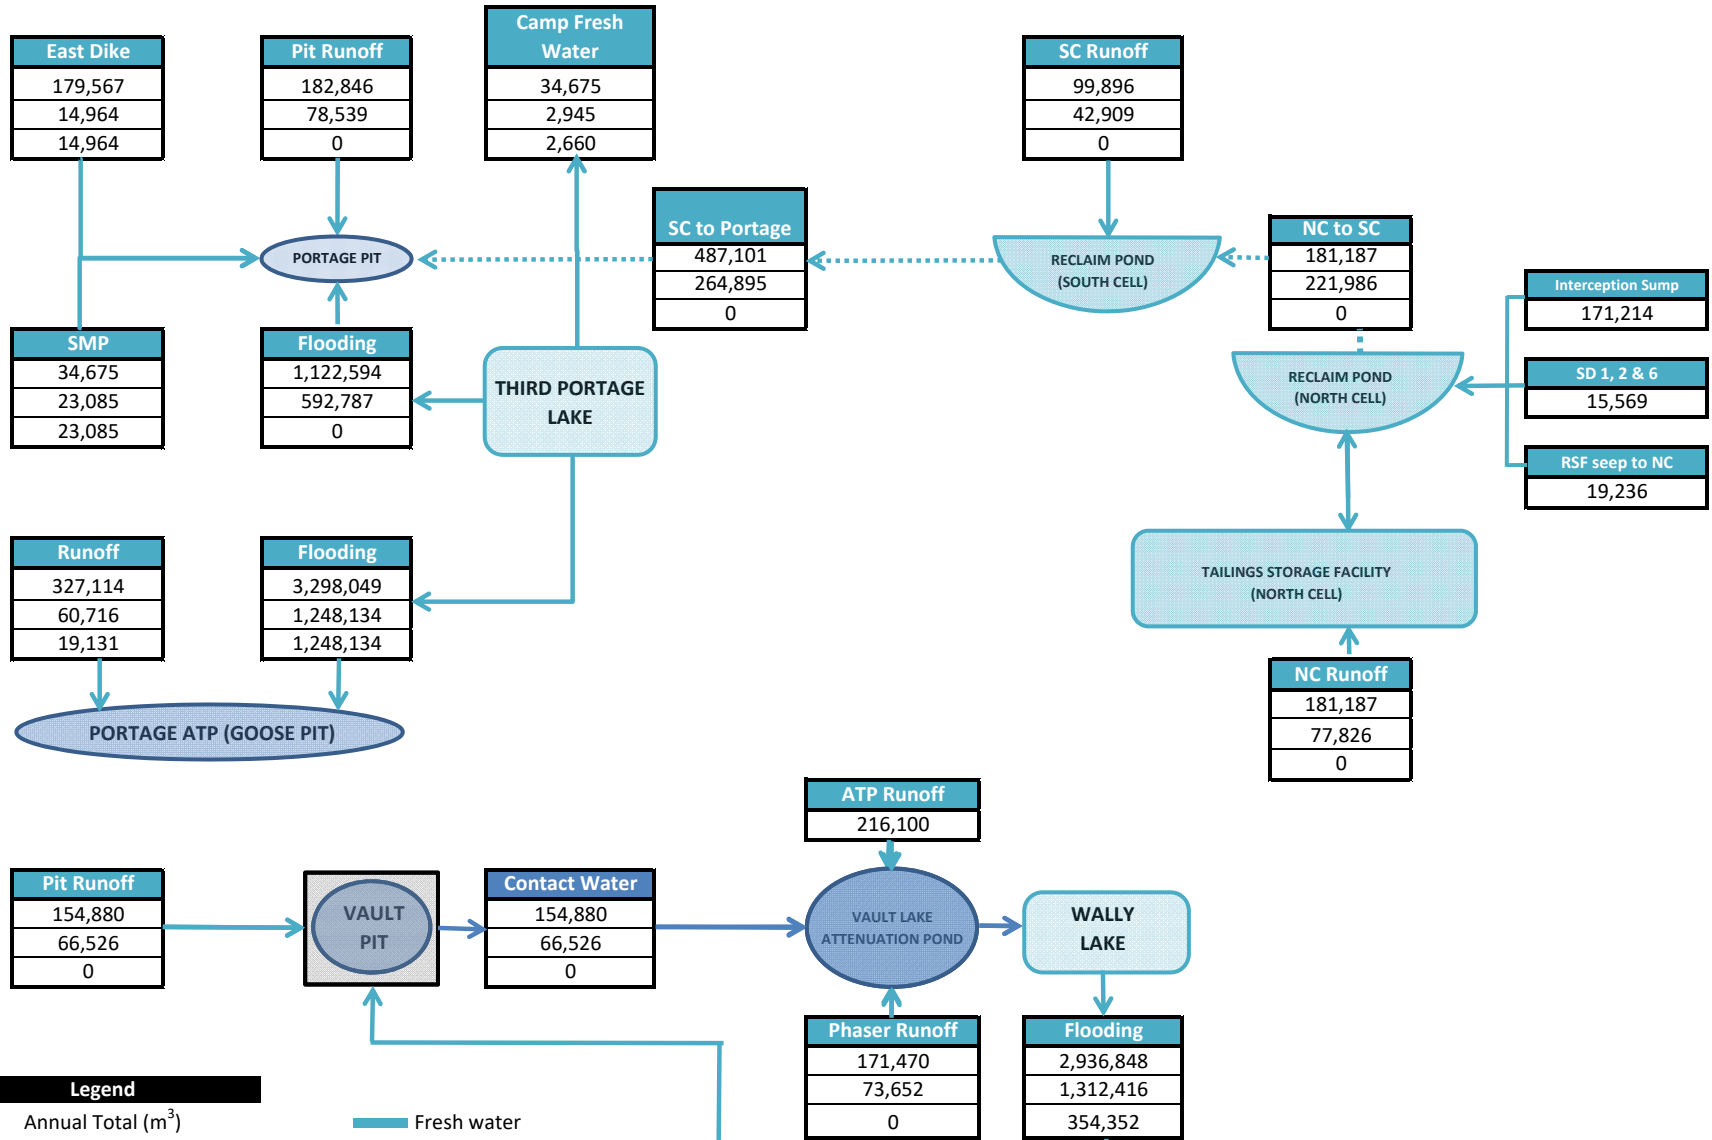 East Dike
179,567
14,964
14,964
Pit Runoff
182,846
78,539
0
Camp Fresh
Water
34,675
2,945
2,660
SC Runoff
99,896
42,909
0
PORTAGE PIT
SC to Portage
487,101
264,895
0
RECLAIM POND
(SOUTH CELL)
NC to SC
181,187
221,986
0
Interception Sump
171,214
SMP
34,675
23,085
23,085
Flooding
1,122,594
592,787
0
THIRD PORTAGE
LAKE
RECLAIM POND
(NORTH CELL)
SD 1, 2 & 6
15,569
RSF seep to NC
19,236
Runoff
327,114
60,716
19,131
Flooding
3,298,049
1,248,134
1,248,134
TAILINGS STORAGE FACILITY
(NORTH CELL)
PORTAGE ATP (GOOSE PIT)
NC Runoff
181,187
77,826
0
ATP Runoff
216,100
Pit Runoff
154,880
66,526
0
VAULT
PIT
Contact Water
154,880
66,526
0
VAULT LAKE
ATTENUATION POND
WALLY
LAKE
Phaser Runoff
171,470
73,652
0
Flooding
2,936,848
1,312,416
354,352
Legend
Annual Total (m³)
Fresh water